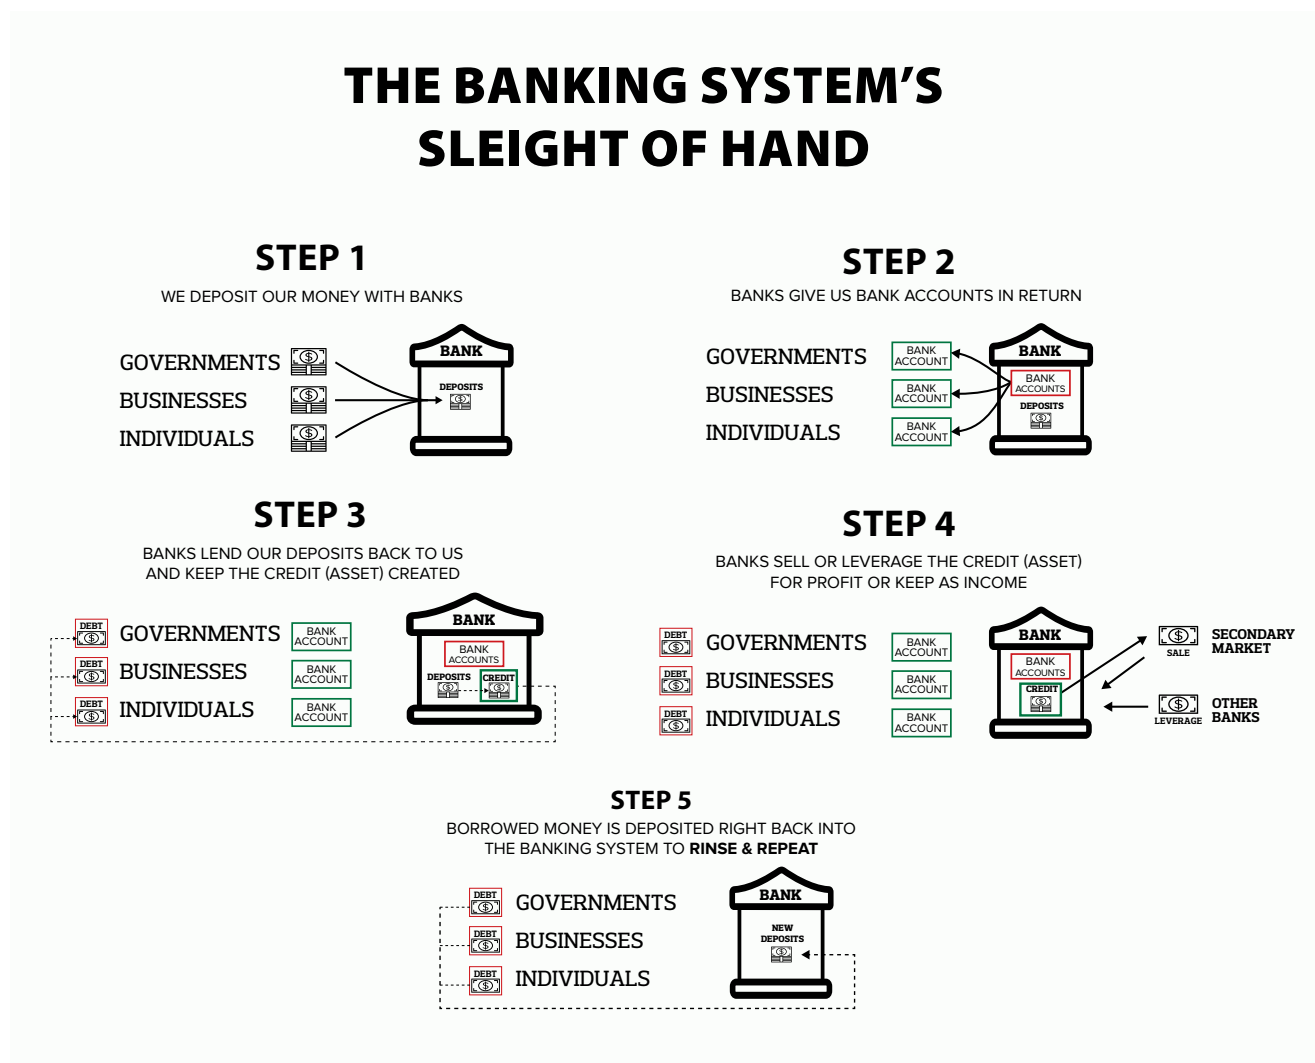 THE BANKING SYSTEM'S
SLEIGHT OF HAND
STEP 1
WE DEPOSIT OUR MONEY WITH BANKS
GOVERNMENTS
BUSINESSES
INDIVIDUALS
BANK
DEPOSITS
STEP 2
BANKS GIVE US BANK ACCOUNTS IN RETURN
GOVERNMENTS
BANK
ACCOUNT
BUSINESSES
BANK
ACCOUNT
INDIVIDUALS
BANK
ACCOUNT
BANK
BANK
ACCOUNTS
DEPOSITS
STEP 3
BANKS LEND OUR DEPOSITS BACK TO US
AND KEEP THE CREDIT (ASSET) CREATED
DEBT
GOVERNMENTS
BANK
ACCOUNT
DEBT
BUSINESSES
BANK
ACCOUNT
DEBT
INDIVIDUALS
BANK
ACCOUNT
BANK
BANK
ACCOUNTS
DEPOSITS
CREDIT
STEP 4
BANKS SELL OR LEVERAGE THE CREDIT (ASSET)
FOR PROFIT OR KEEP AS INCOME
DEBT
GOVERNMENTS
BANK
ACCOUNT
DEBT
BUSINESSES
BANK
ACCOUNT
DEBT
INDIVIDUALS
BANK
ACCOUNT
BANK
BANK
ACCOUNTS
CREDIT
SALE
SECONDARY
MARKET
LEVERAGE
OTHER
BANKS
STEP 5
BORROWED MONEY IS DEPOSITED RIGHT BACK INTO
THE BANKING SYSTEM TO RINSE & REPEAT
DEBT
GOVERNMENTS
DEBT
BUSINESSES
DEBT
INDIVIDUALS
BANK
NEW
DEPOSITS